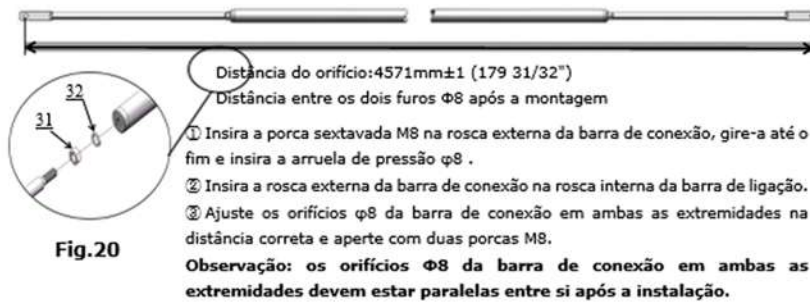 Distância do orifício:4571mm±1 (179 31/32")
Distância entre os dois furos Φ8 após a montagem
31
32
① Insira a porca sextavada M8 na rosca externa da barra de conexão, gire-a até o
fim e insira a arruela de pressão φ8 .
② Insira a rosca externa da barra de conexão na rosca interna da barra de ligação.
③ Ajuste os orifícios φ8 da barra de conexão em ambas as extremidades na
distância correta e aperte com duas porcas M8.
Fig.20
Observação: os orifícios Φ8 da barra de conexão em ambas as
extremidades devem estar paralelas entre si após a instalação.